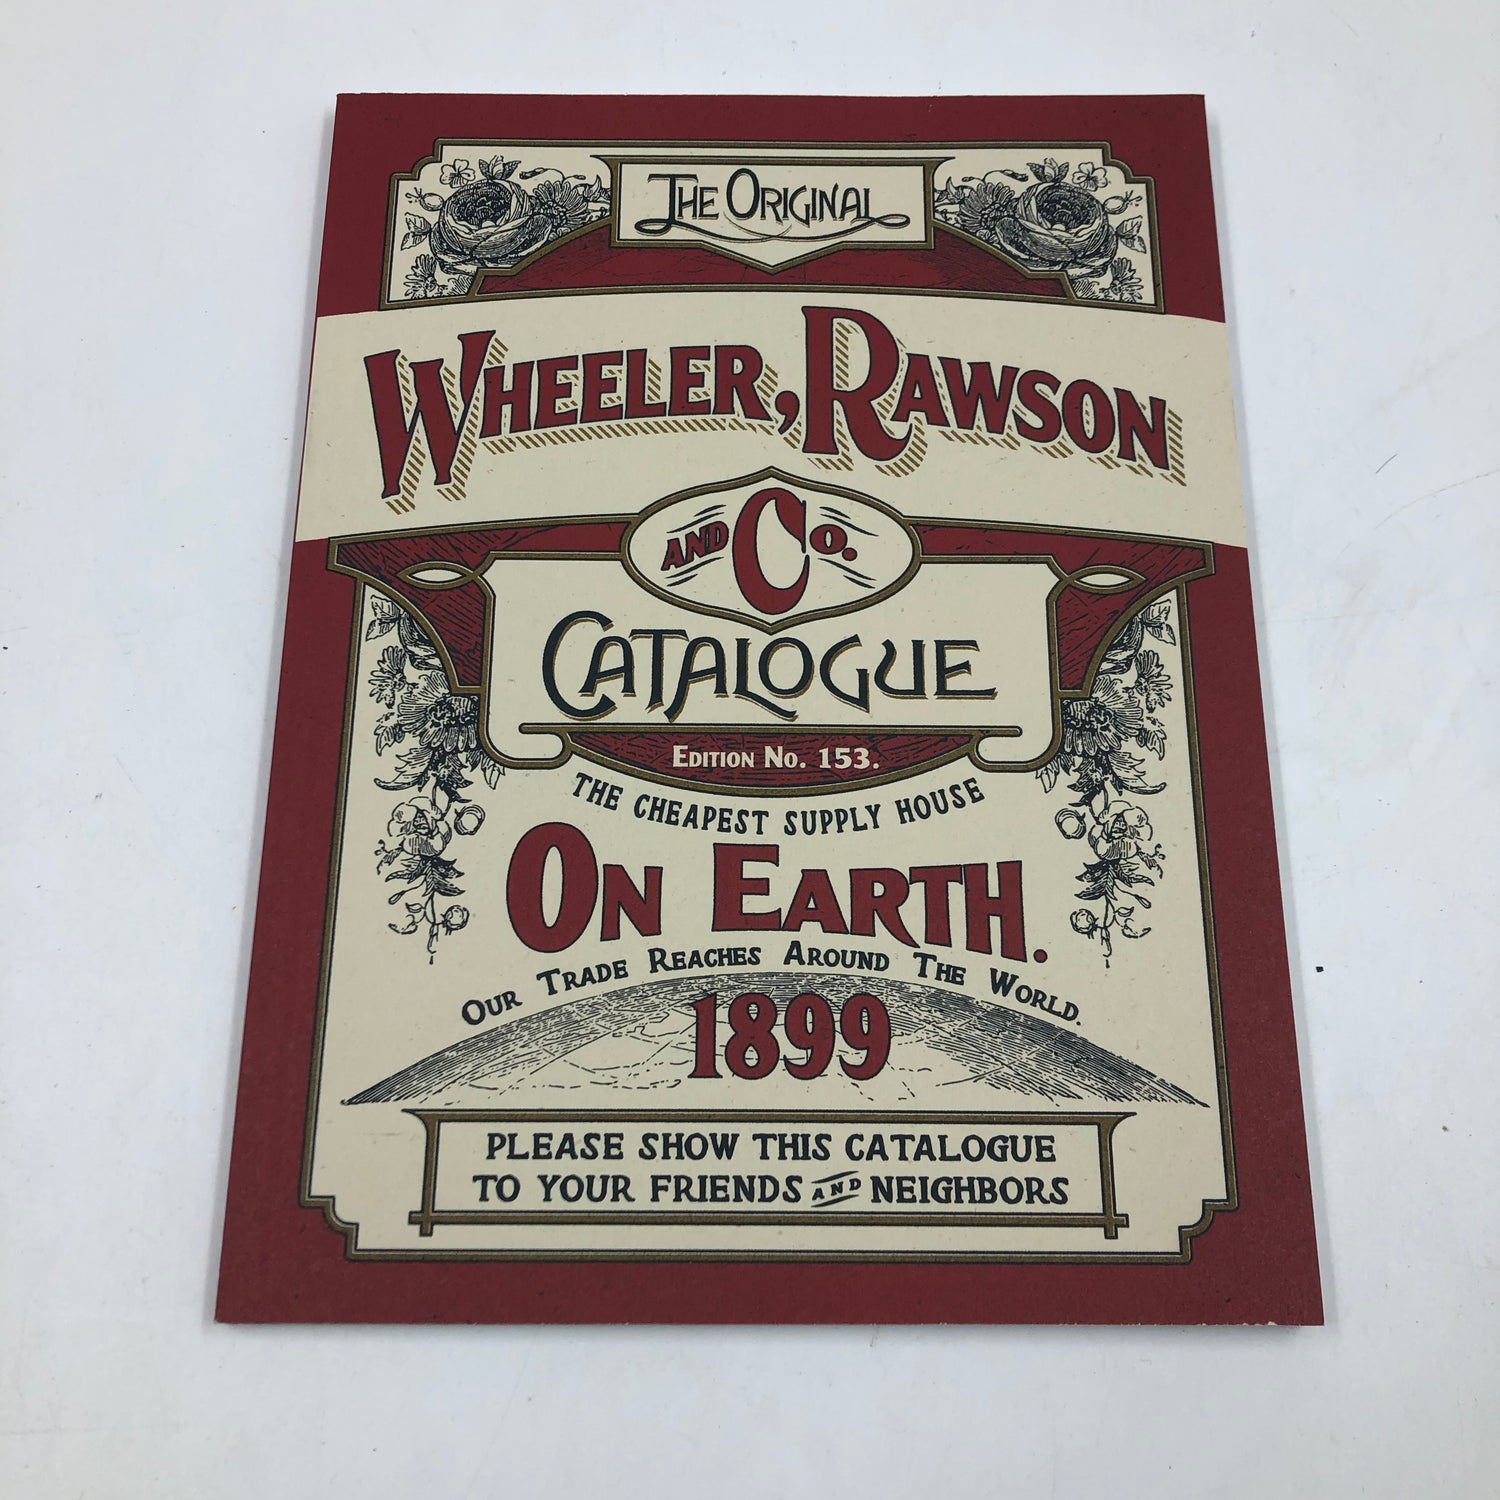 The Original
Wheeler, Rawson
and Co.
Catalogue
Edition No. 153.
THE CHEAPEST SUPPLY HOUSE
On Earth.
Our Trade Reaches Around The World.
1899
PLEASE SHOW THIS CATALOGUE
TO YOUR FRIENDS AND NEIGHBORS